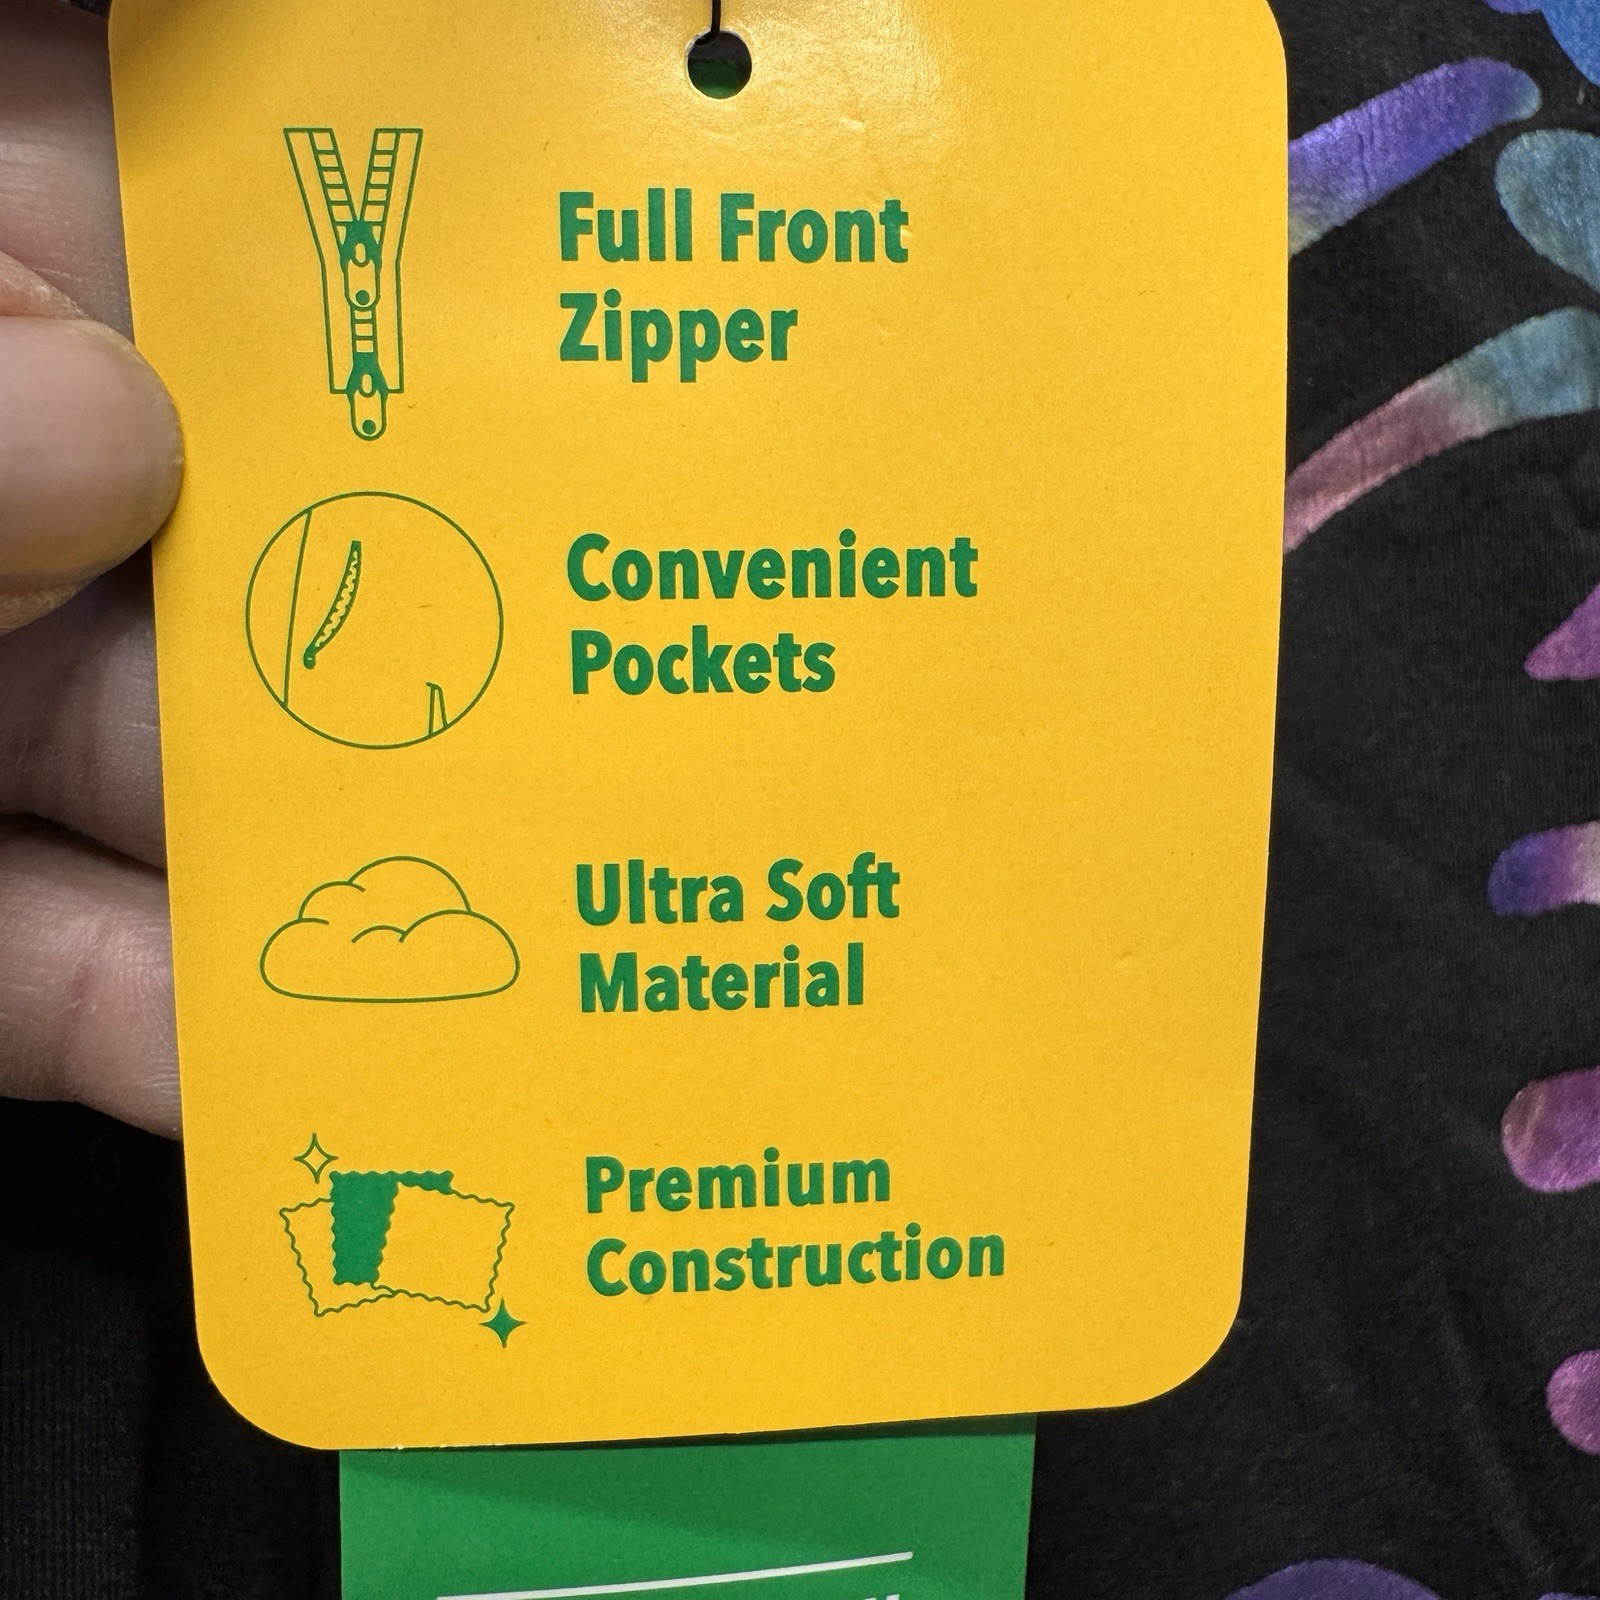 Full Front
Zipper
Convenient
Pockets
Ultra Soft
Material
Premium
Construction